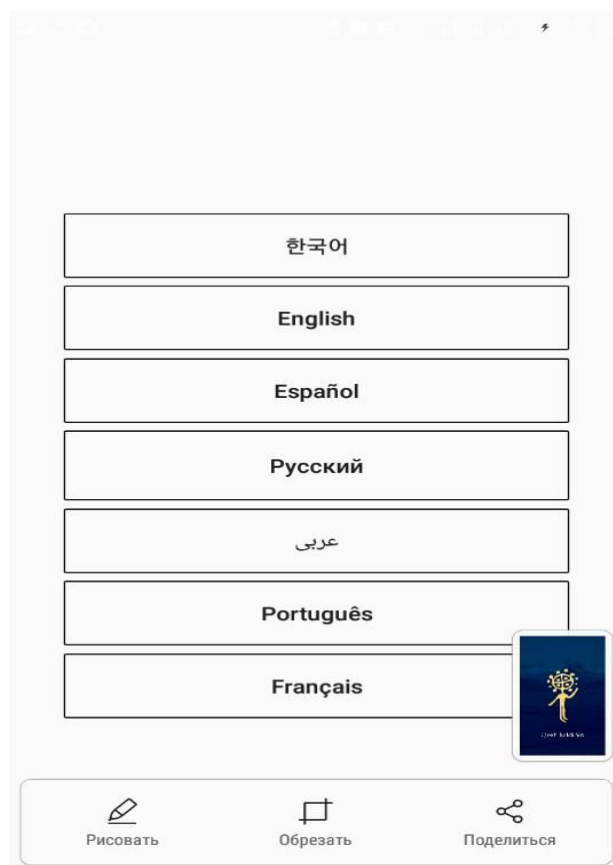 한국어
English
Español
Русский
عربى
Português
Français
Рисовать
Обрезать
Поделиться